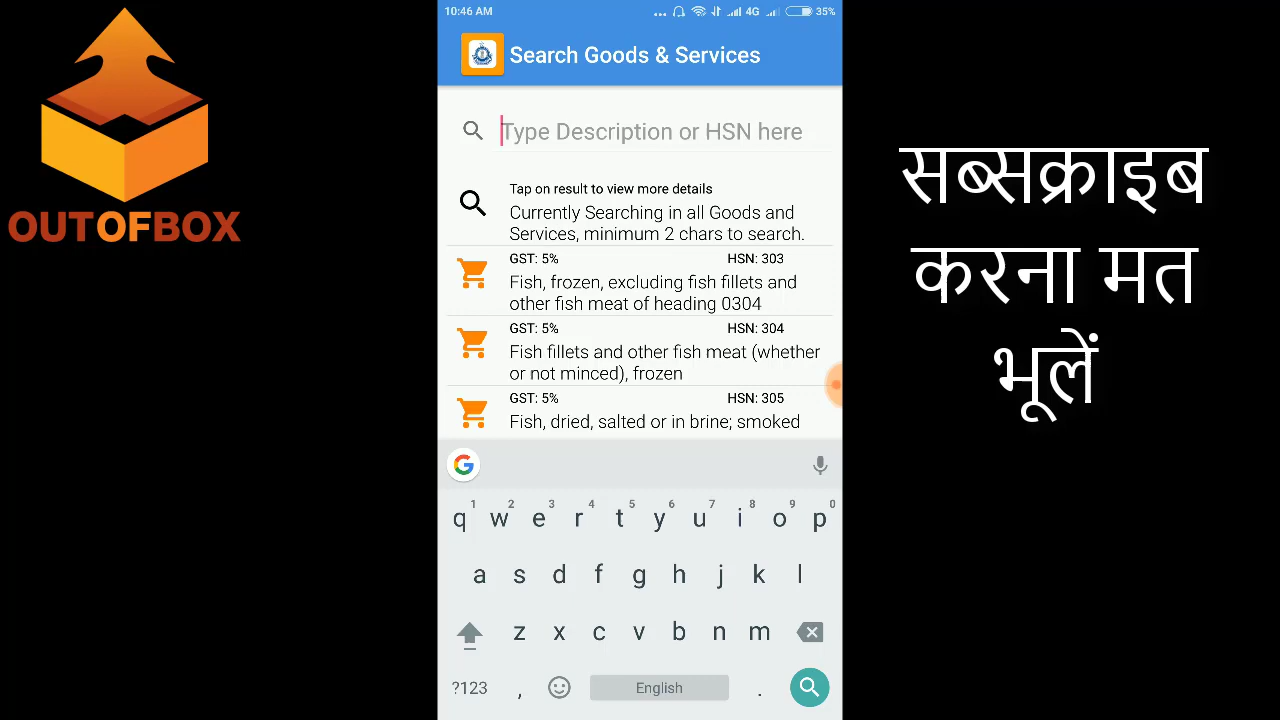 10:46 AM
4G
35%
Search Goods & Services
Type Description or HSN here
Tap on result to view more details
Currently Searching in all Goods and
Services, minimum 2 chars to search.
GST: 5% HSN: 303
Fish, frozen, excluding fish fillets and
other fish meat of heading 0304
GST: 5% HSN: 304
Fish fillets and other fish meat (whether
or not minced), frozen
GST: 5% HSN: 305
Fish, dried, salted or in brine; smoked
1 2 3 4 5 6 7 8 9 0
q w e r t y u i o p
a s d f g h j k l
z x c v b n m
?123 , English .
OUTOFBOX
सब्सक्राइब
करना मत
भूलें